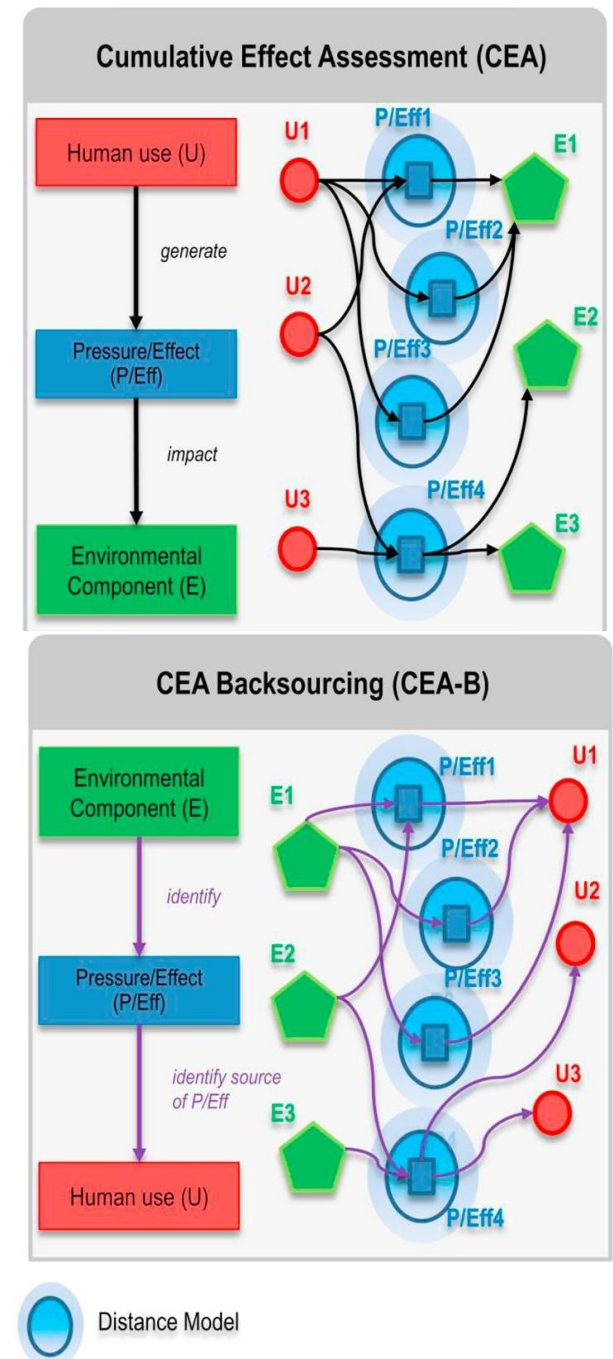 Cumulative Effect Assessment (CEA)
Human use (U)
generate
Pressure/Effect
(P/Eff)
impact
Environmental
Component (E)
U1
U2
U3
P/Eff1
P/Eff2
P/Eff3
P/Eff4
E1
E2
E3
CEA Backsourcing (CEA-B)
Environmental
Component (E)
identify
Pressure/Effect
(P/Eff)
identify source
of P/Eff
Human use (U)
E1
E2
E3
P/Eff1
P/Eff2
P/Eff3
P/Eff4
U1
U2
U3
Distance Model